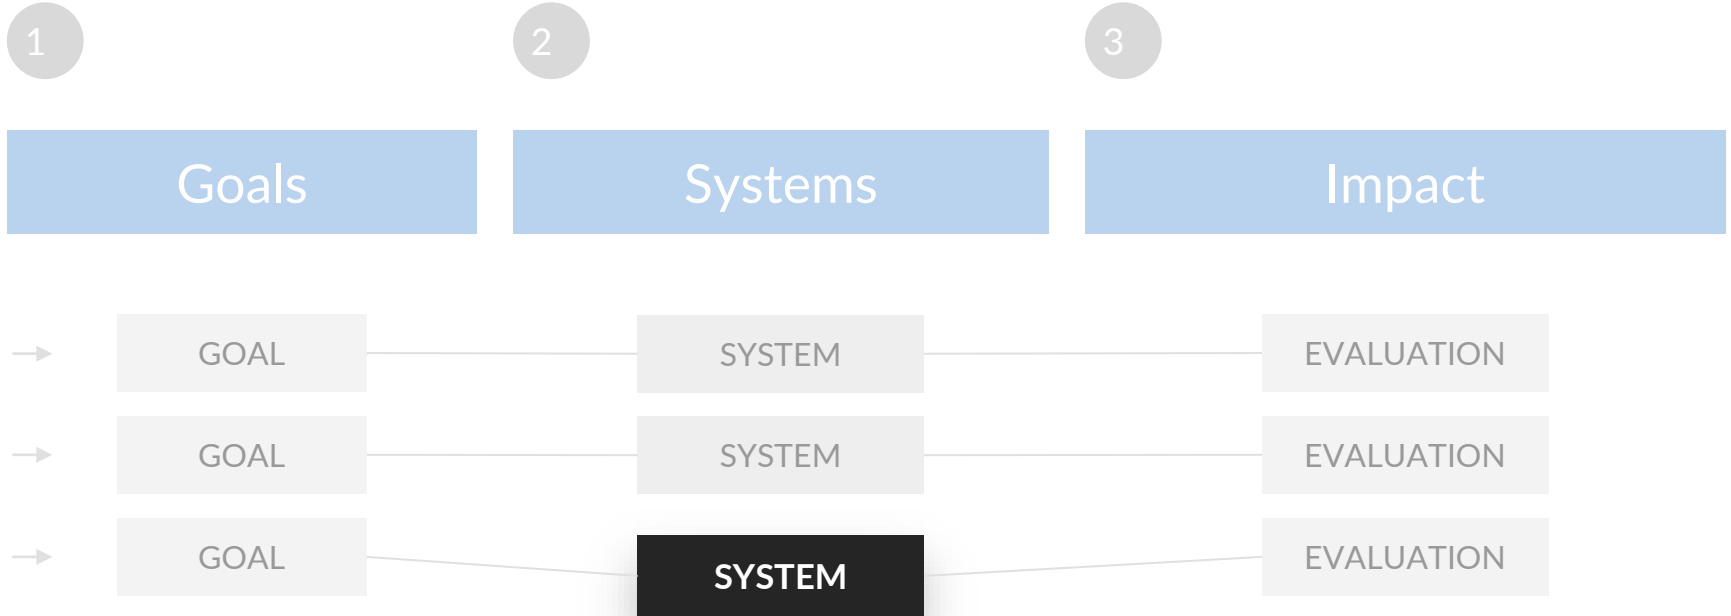 1
2
3
Goals
Systems
Impact
GOAL
SYSTEM
EVALUATION
GOAL
SYSTEM
EVALUATION
GOAL
SYSTEM
EVALUATION